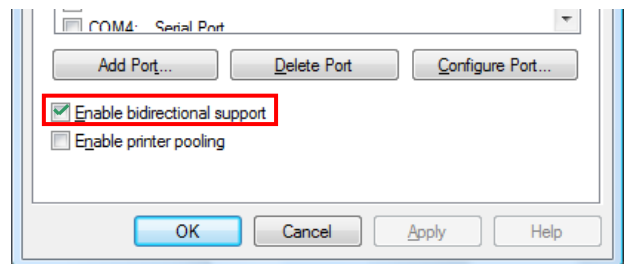 COM4: Serial Port
Add Port... Delete Port Configure Port...
Enable bidirectional support
Enable printer pooling
OK Cancel Apply Help